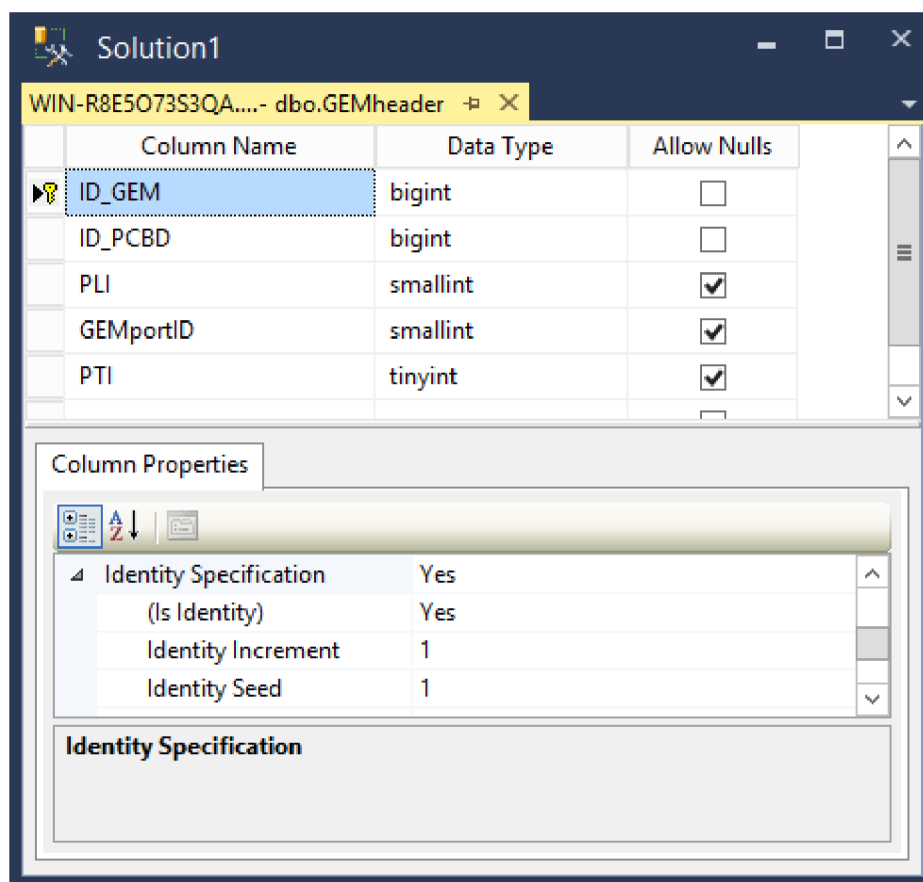 Solution1
WIN-R8E5O73S3QA....- dbo.GEMheader
Column Name Data Type Allow Nulls
ID_GEM bigint
ID_PCBD bigint
PLI smallint
GEMportID smallint
PTI tinyint
Column Properties
A
Z
Identity Specification Yes
(Is Identity) Yes
Identity Increment 1
Identity Seed 1
Identity Specification